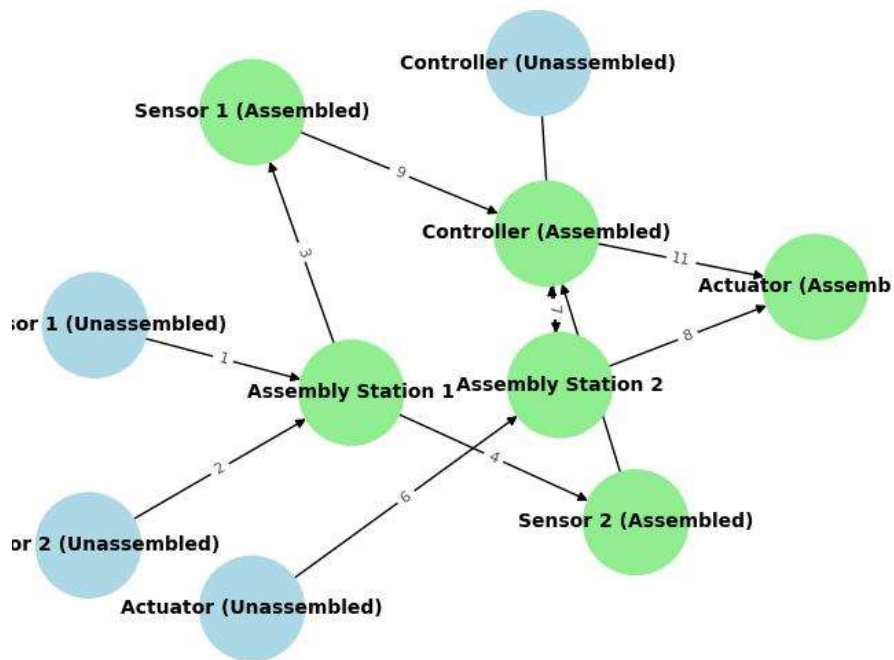 Controller (Unassembled)
Sensor 1 (Assembled)
9
Controller (Assembled)
11
3
Actuator (Assemb
7
sor 1 (Unassembled)
8
1
Assembly Station 1
Assembly Station 2
2
4
6
Sensor 2 (Assembled)
or 2 (Unassembled)
Actuator (Unassembled)